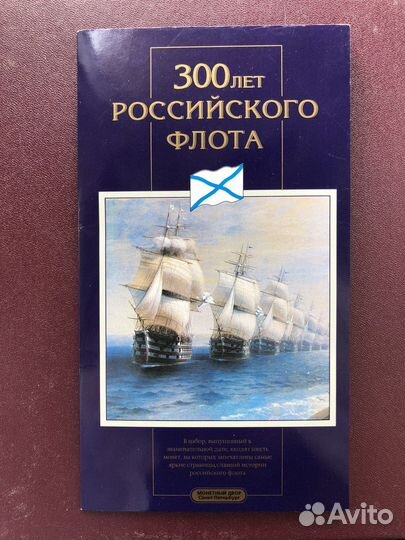 300 ЛЕТ
РОССИЙСКОГО
ФЛОТА
В набор, выпущенный к
знаменательной дате, входят шесть
монет, на которых запечатлены самые
яркие страницы славной истории
российского флота
МОНЕТНЫЙ ДВОР
Санкт-Петербург
Avito